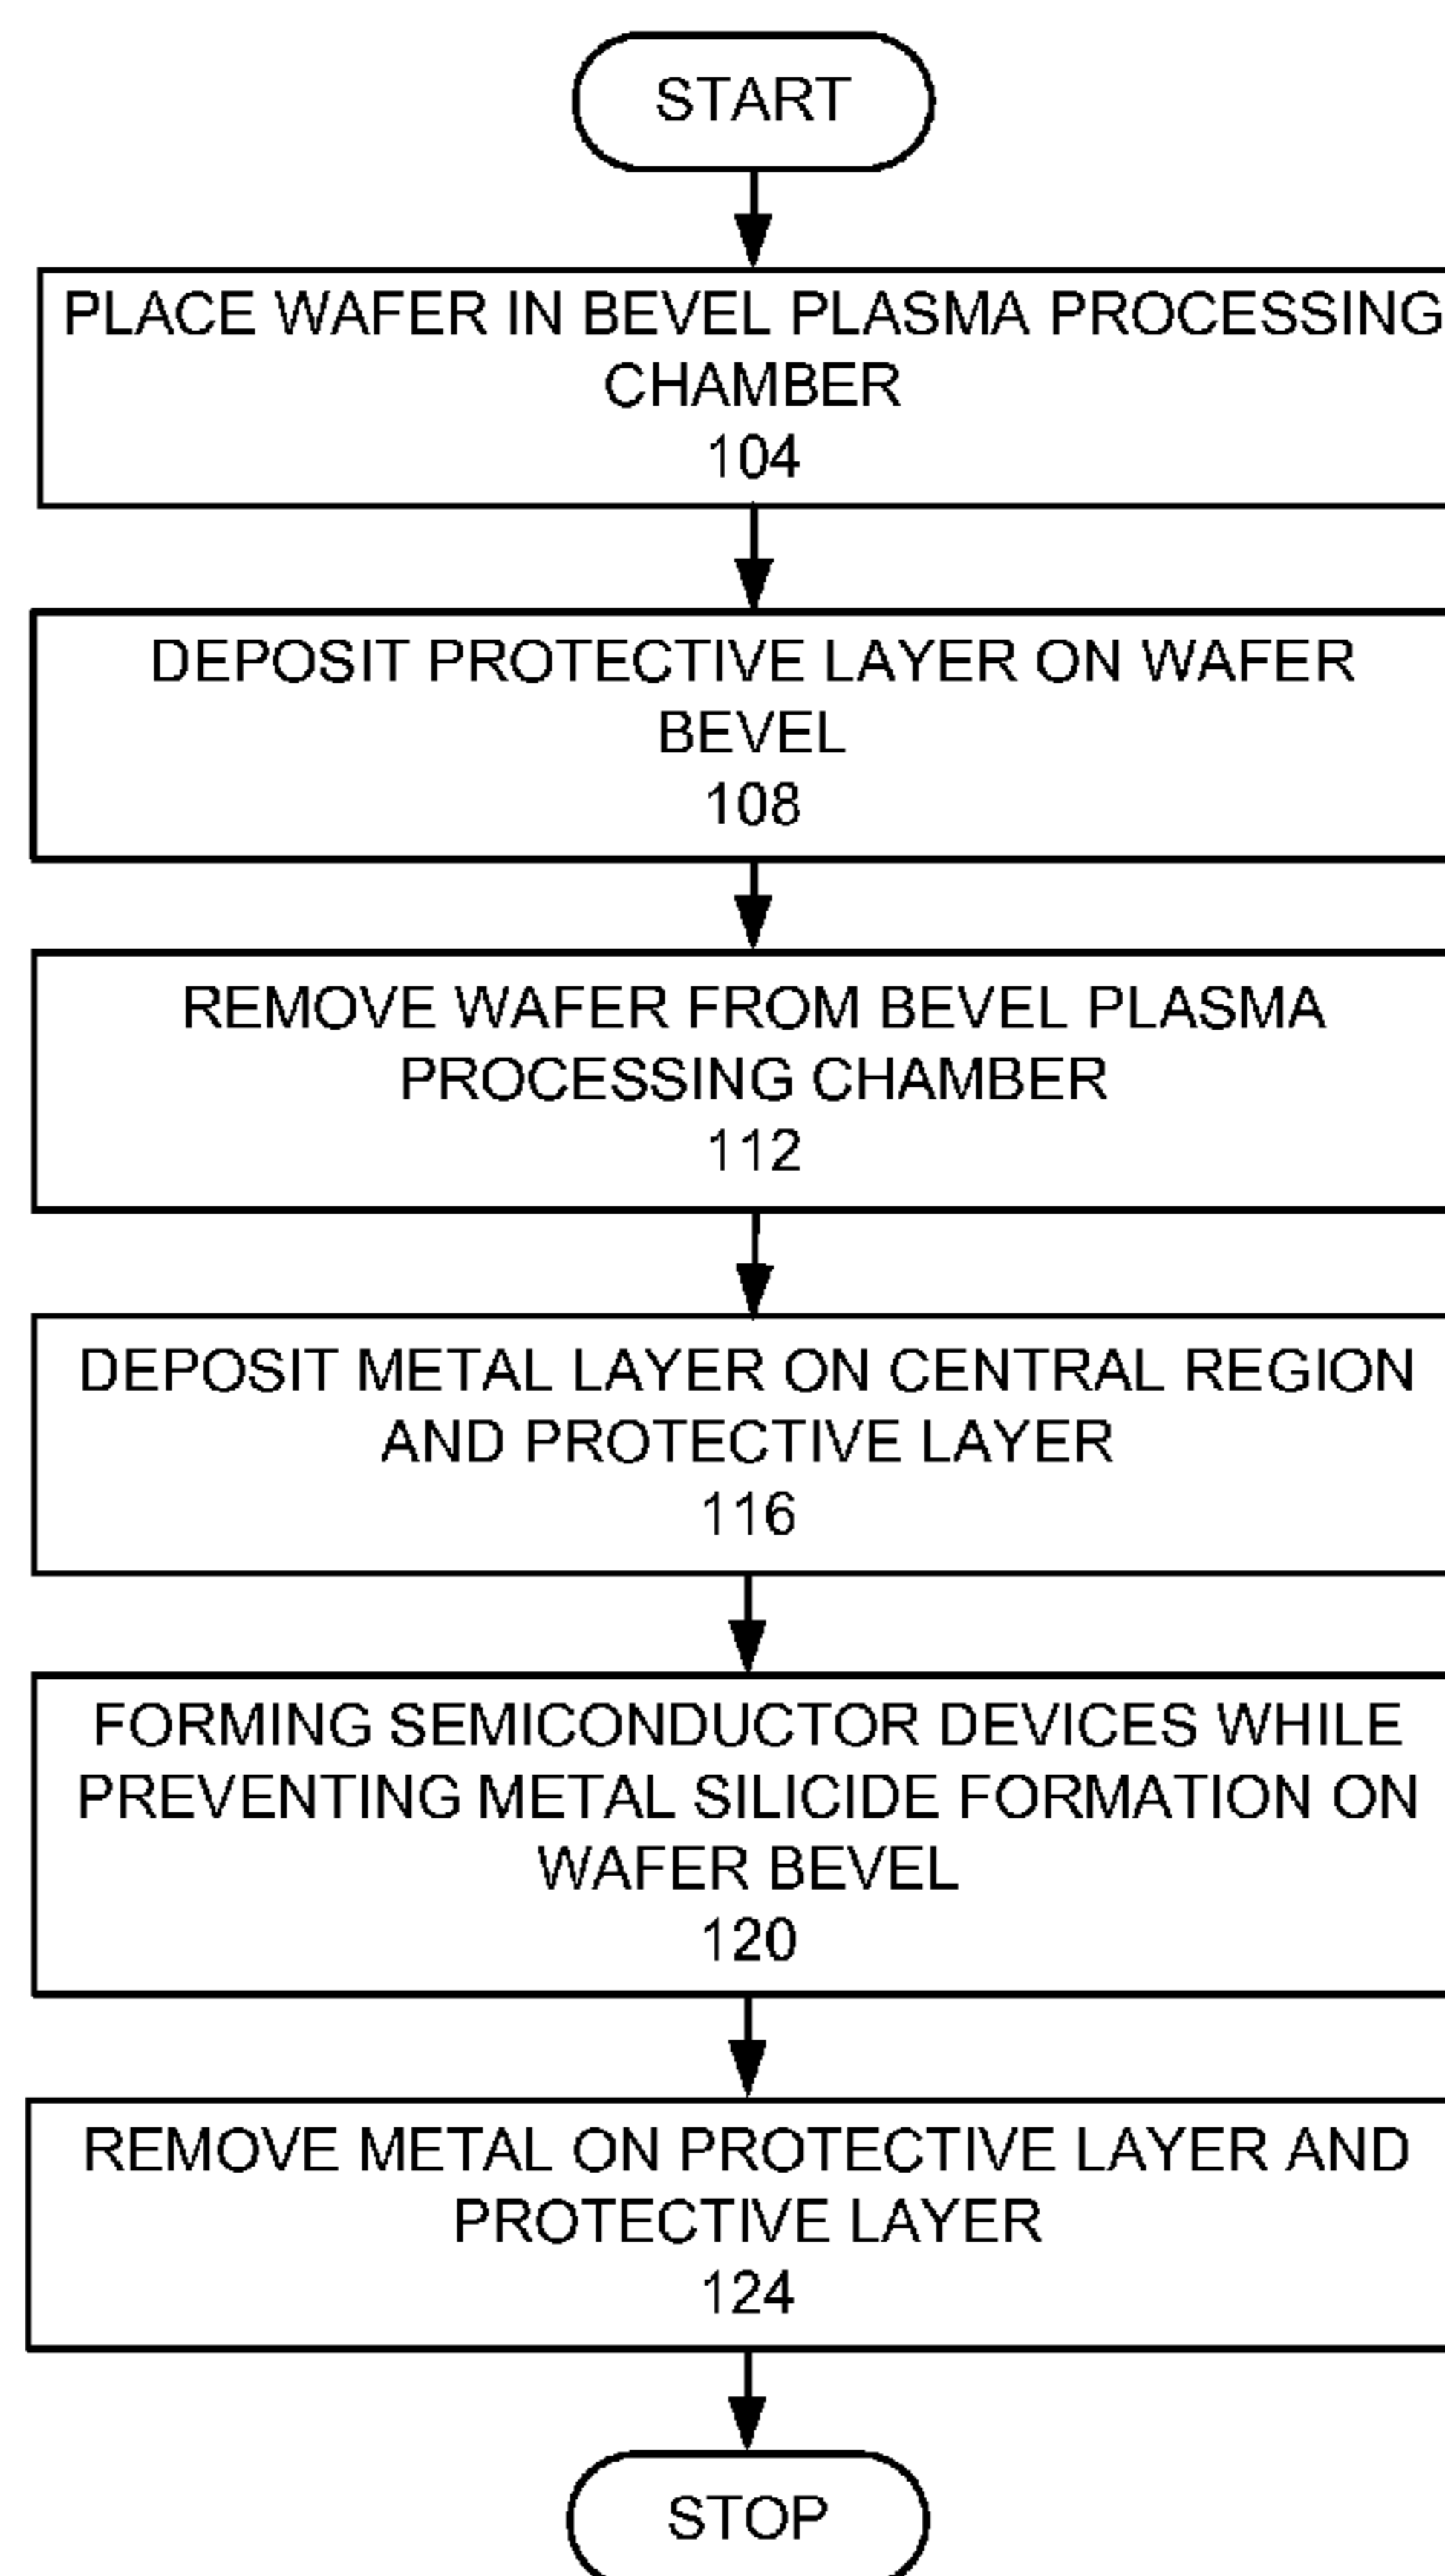 START
PLACE WAFER IN BEVEL PLASMA PROCESSING
CHAMBER
104
DEPOSIT PROTECTIVE LAYER ON WAFER
BEVEL
108
REMOVE WAFER FROM BEVEL PLASMA
PROCESSING CHAMBER
112
DEPOSIT METAL LAYER ON CENTRAL REGION
AND PROTECTIVE LAYER
116
FORMING SEMICONDUCTOR DEVICES WHILE
PREVENTING METAL SILICIDE FORMATION ON
WAFER BEVEL
120
REMOVE METAL ON PROTECTIVE LAYER AND
PROTECTIVE LAYER
124
STOP